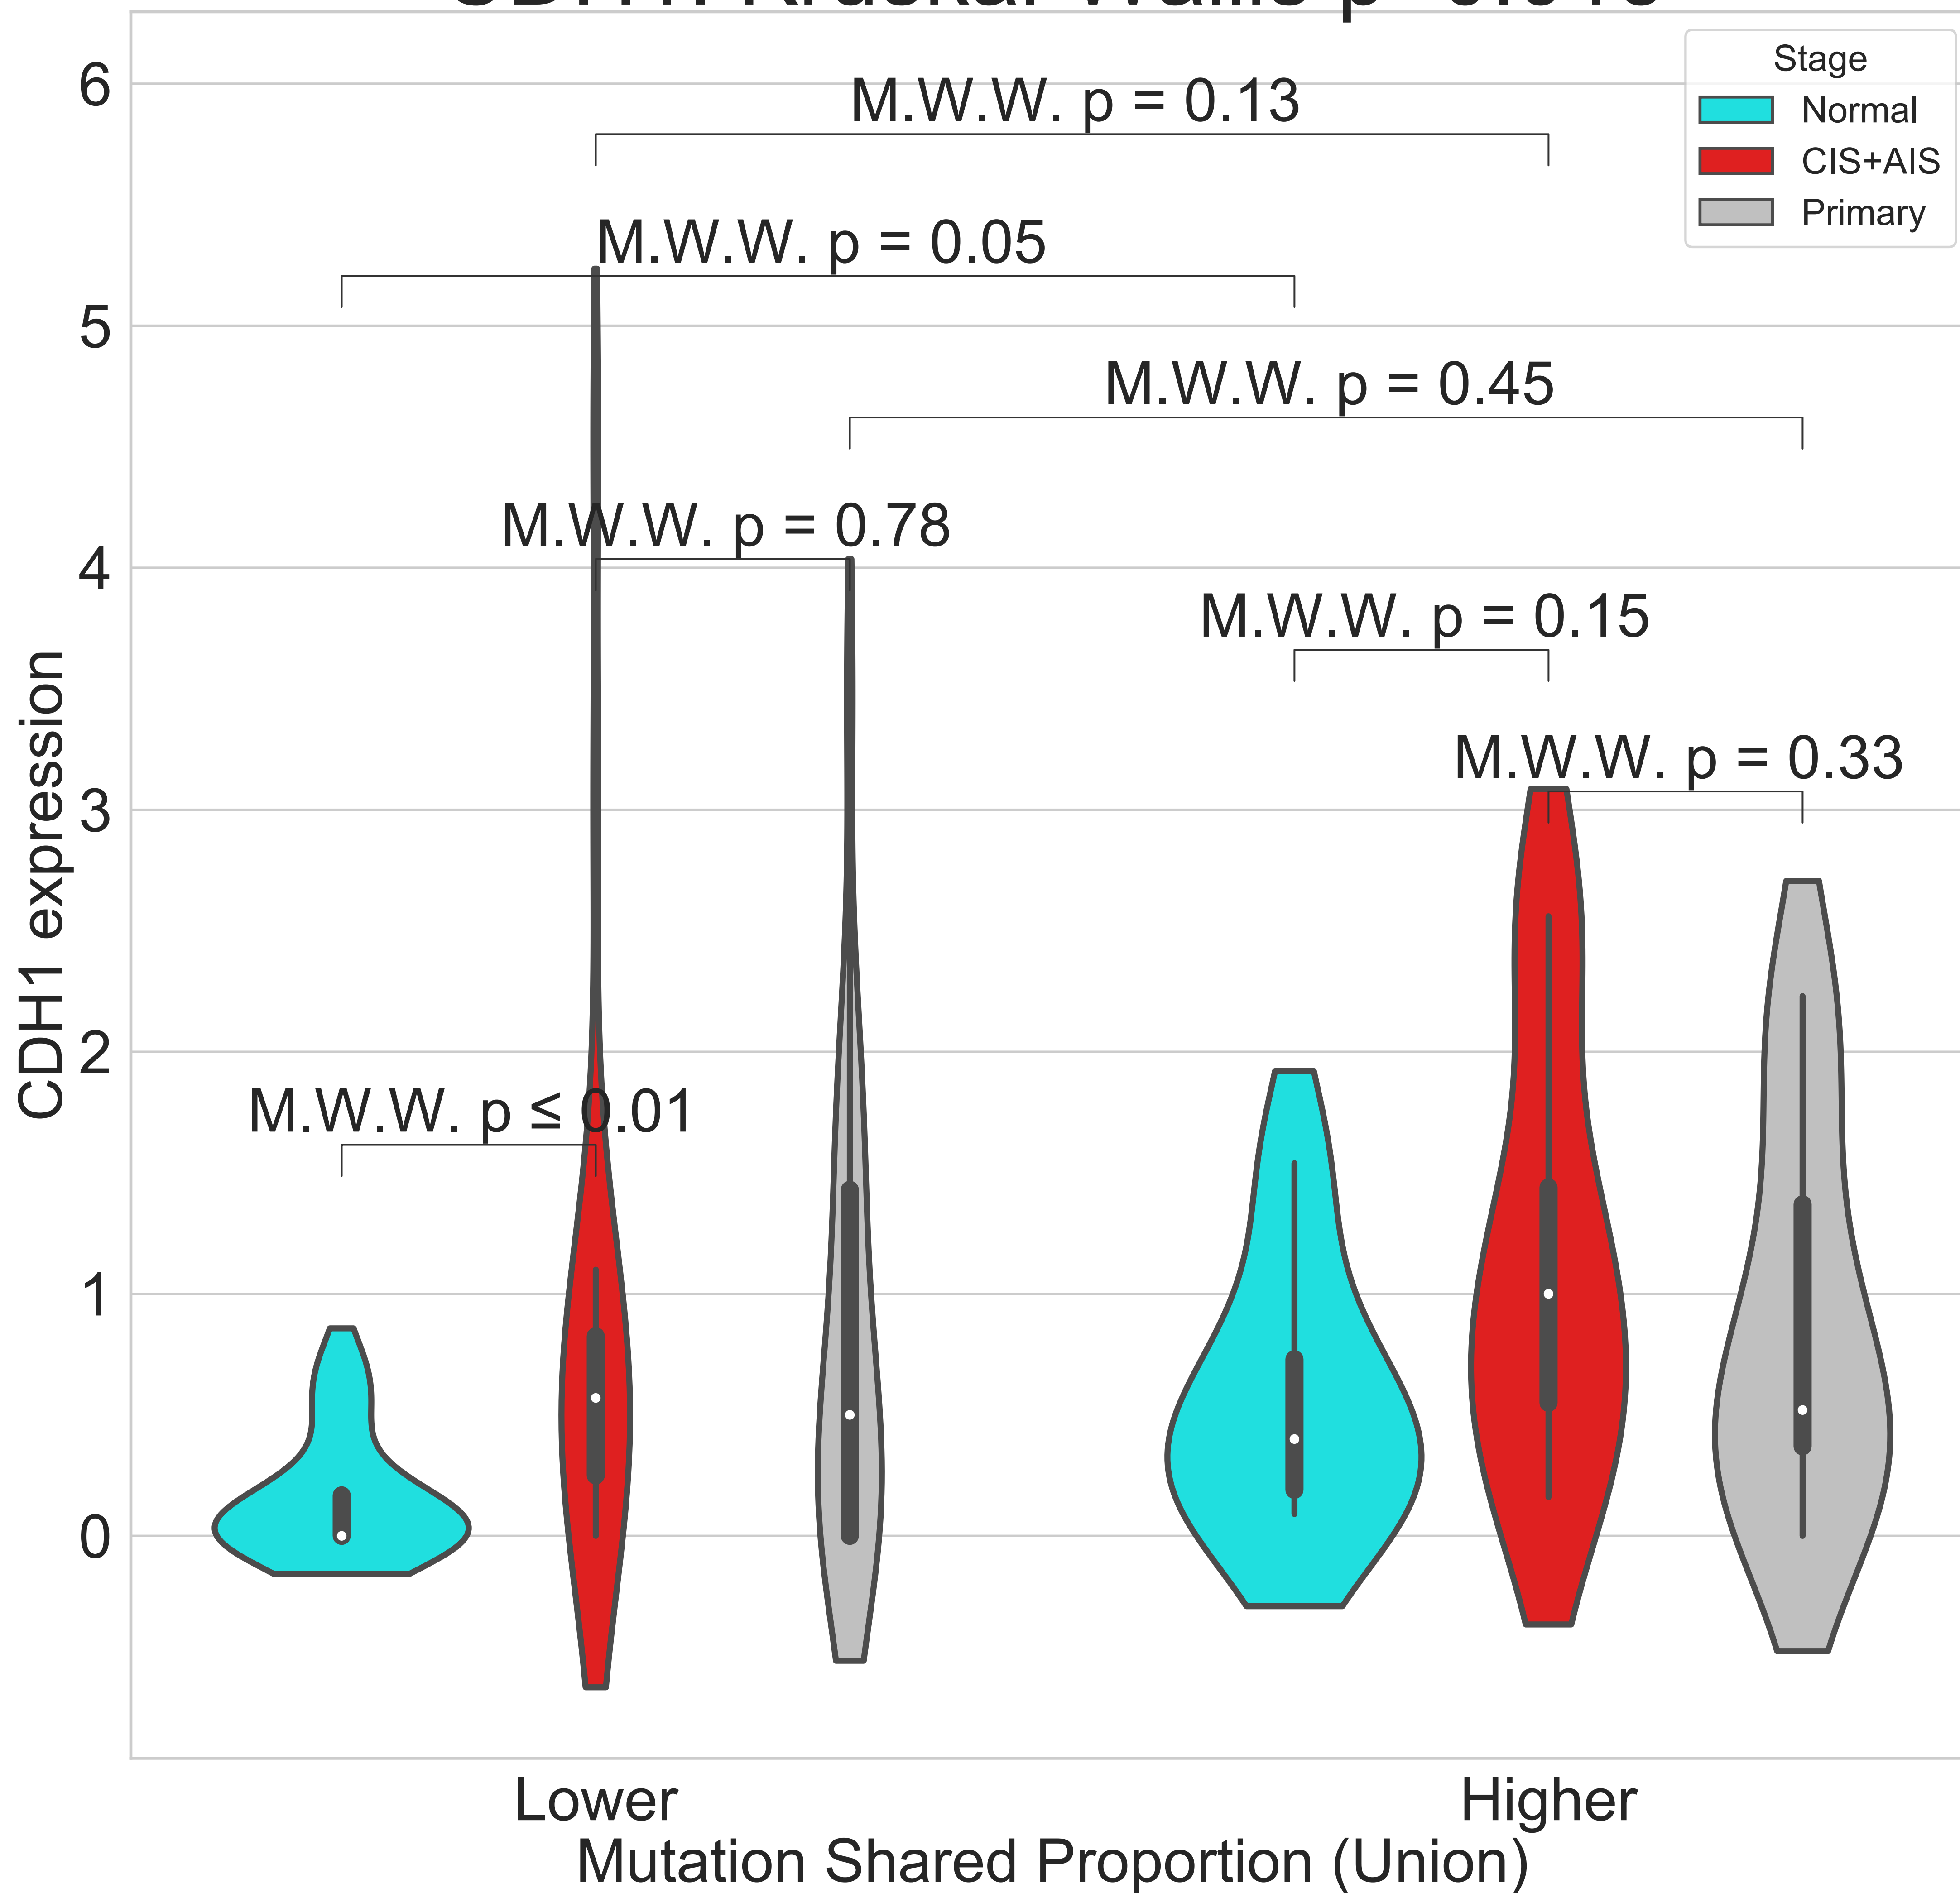 Stage
Normal
CIS+AIS
Primary
M.W.W. p = 0.13
M.W.W. p = 0.05
M.W.W. p = 0.45
M.W.W. p = 0.78
M.W.W. p = 0.15
M.W.W. p = 0.33
M.W.W. p ≤ 0.01
6
5
4
3
2
1
0
CDH1 expression
Lower
Higher
Mutation Shared Proportion (Union)